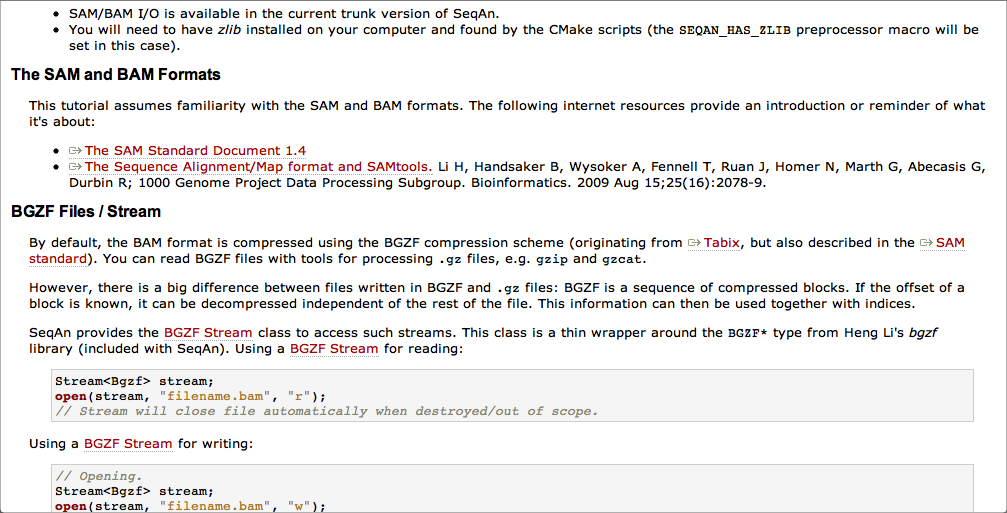 • SAM/BAM I/O is available in the current trunk version of SeqAn.
• You will need to have zlib installed on your computer and found by the CMake scripts (the SEQAN_HAS_ZLIB preprocessor macro will be
set in this case).
The SAM and BAM Formats
This tutorial assumes familiarity with the SAM and BAM formats. The following internet resources provide an introduction or reminder of what
it's about:
• The SAM Standard Document 1.4
• The Sequence Alignment/Map format and SAMtools. Li H, Handsaker B, Wysoker A, Fennell T, Ruan J, Homer N, Marth G, Abecasis G,
Durbin R; 1000 Genome Project Data Processing Subgroup. Bioinformatics. 2009 Aug 15;25(16):2078-9.
BGZF Files / Stream
By default, the BAM format is compressed using the BGZF compression scheme (originating from Tabix, but also described in the SAM
standard). You can read BGZF files with tools for processing .gz files, e.g. gzip and gzcat.
However, there is a big difference between files written in BGZF and .gz files: BGZF is a sequence of compressed blocks. If the offset of a
block is known, it can be decompressed independent of the rest of the file. This information can then be used together with indices.
SeqAn provides the BGZF Stream class to access such streams. This class is a thin wrapper around the BGZF* type from Heng Li's bgzf
library (included with SeqAn). Using a BGZF Stream for reading:
Stream<Bgzf> stream;
open(stream, "filename.bam", "r");
// Stream will close file automatically when destroyed/out of scope.
Using a BGZF Stream for writing:
// Opening.
Stream<Bgzf> stream;
open(stream, "filename.bam", "w");